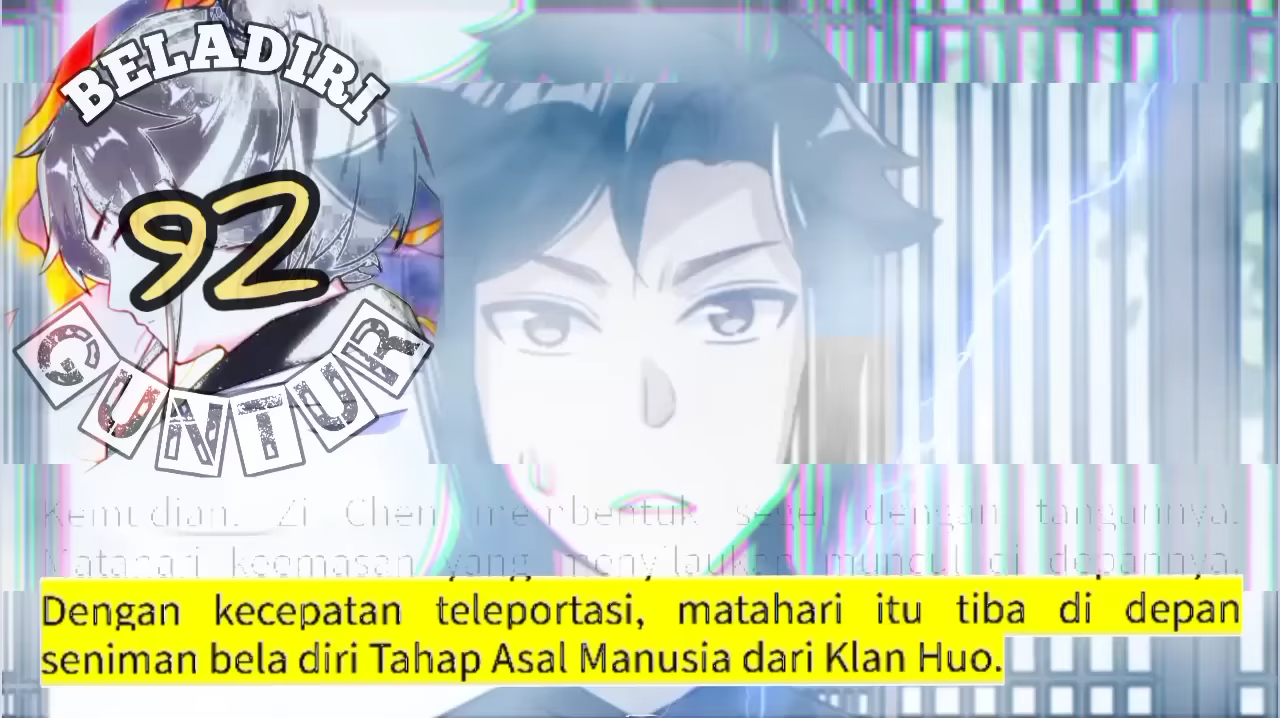 BELADIRI
92
GUNTUR
Kemudian. Zi Chen membentuk segel dengan tangannya.
Matahari keemasan yang menyilaukan muncul di depannya.
Dengan kecepatan teleportasi, matahari itu tiba di depan
seniman bela diri Tahap Asal Manusia dari Klan Huo.